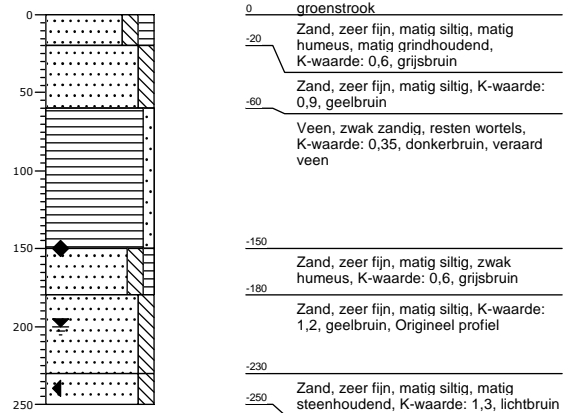 0
50
100
150
200
250
0
groenstrook
-20
Zand, zeer fijn, matig siltig, matig
humeus, matig grindhoudend,
K-waarde: 0,6, grijsbruin
Zand, zeer fijn, matig siltig, K-waarde:
0,9, geelbruin
-60
Veen, zwak zandig, resten wortels,
K-waarde: 0,35, donkerbruin, veraard
veen
-150
Zand, zeer fijn, matig siltig, zwak
humeus, K-waarde: 0,6, grijsbruin
-180
Zand, zeer fijn, matig siltig, K-waarde:
1,2, geelbruin, Origineel profiel
-230
Zand, zeer fijn, matig siltig, matig
steenhoudend, K-waarde: 1,3, lichtbruin
-250